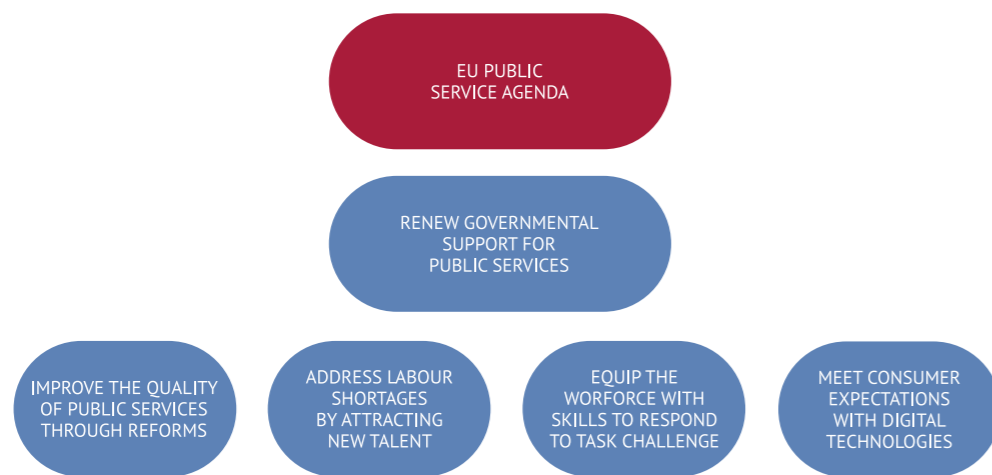 EU PUBLIC
SERVICE AGENDA
RENEW GOVERNMENTAL
SUPPORT FOR
PUBLIC SERVICES
IMPROVE THE QUALITY
OF PUBLIC SERVICES
THROUGH REFORMS
ADDRESS LABOUR
SHORTAGES
BY ATTRACTING
NEW TALENT
EQUIP THE
WORFORCE WITH
SKILLS TO RESPOND
TO TASK CHALLENGE
MEET CONSUMER
EXPECTATIONS
WITH DIGITAL
TECHNOLOGIES